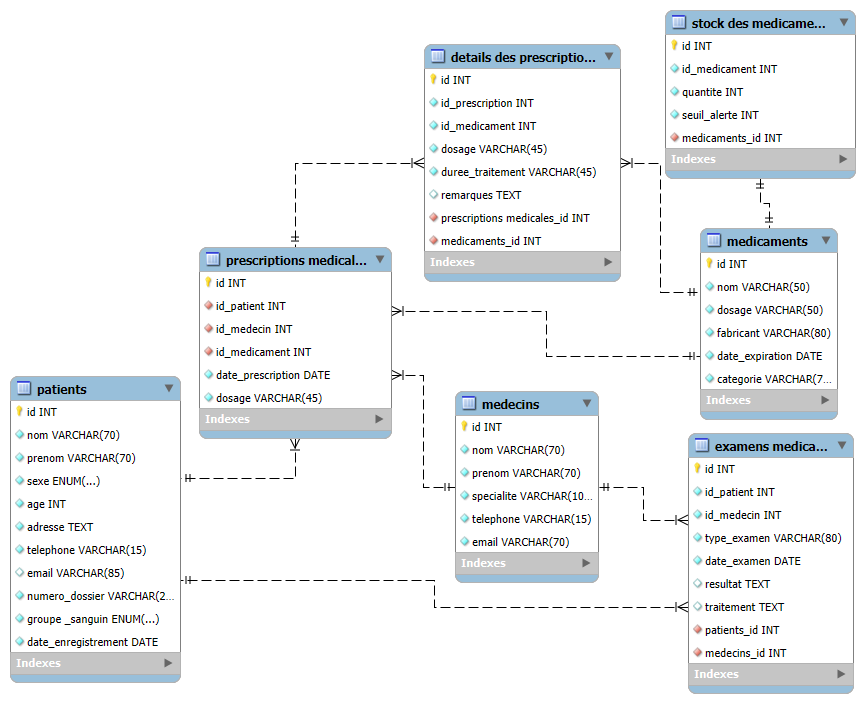 stock des medicame...
id INT
id_medicament INT
quantite INT
seuil_alerte INT
medicaments_id INT
Indexes
details des prescriptio...
id INT
id_prescription INT
id_medicament INT
dosage VARCHAR(45)
duree_traitement VARCHAR(45)
remarques TEXT
prescriptions medicales_id INT
medicaments_id INT
Indexes
medicaments
id INT
nom VARCHAR(50)
dosage VARCHAR(50)
fabricant VARCHAR(80)
date_expiration DATE
categorie VARCHAR(7...
Indexes
prescriptions medical...
id INT
id_patient INT
id_medecin INT
id_medicament INT
date_prescription DATE
dosage VARCHAR(45)
Indexes
patients
id INT
nom VARCHAR(70)
prenom VARCHAR(70)
sexe ENUM(...)
age INT
adresse TEXT
telephone VARCHAR(15)
email VARCHAR(85)
numero_dossier VARCHAR(2...
groupe _sanguin ENUM(...)
date_enregistrement DATE
Indexes
medecins
id INT
nom VARCHAR(70)
prenom VARCHAR(70)
specialite VARCHAR(10...
telephone VARCHAR(15)
email VARCHAR(70)
Indexes
examens medica...
id INT
id_patient INT
id_medecin INT
type_examen VARCHAR(80)
date_examen DATE
resultat TEXT
traitement TEXT
patients_id INT
medecins_id INT
Indexes